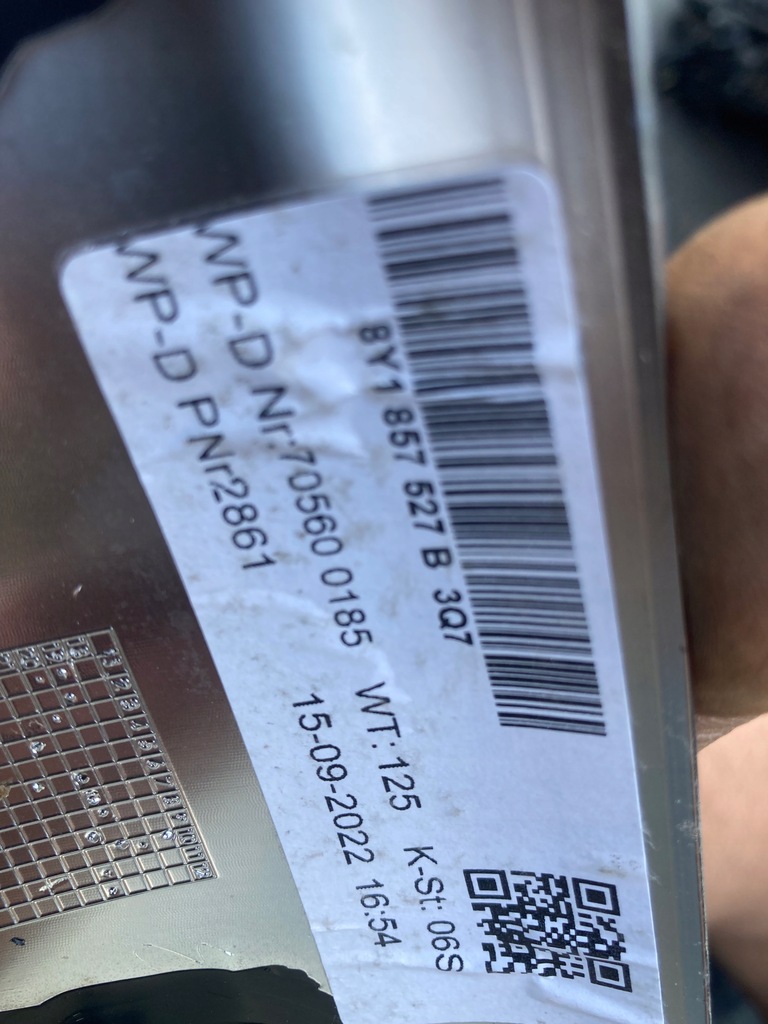 8Y1 857 527 B 3Q7
WP-D Nr:70560 0185 WT:125 K-St: 06S
WP-D PNr2861 15-09-2022 16:54